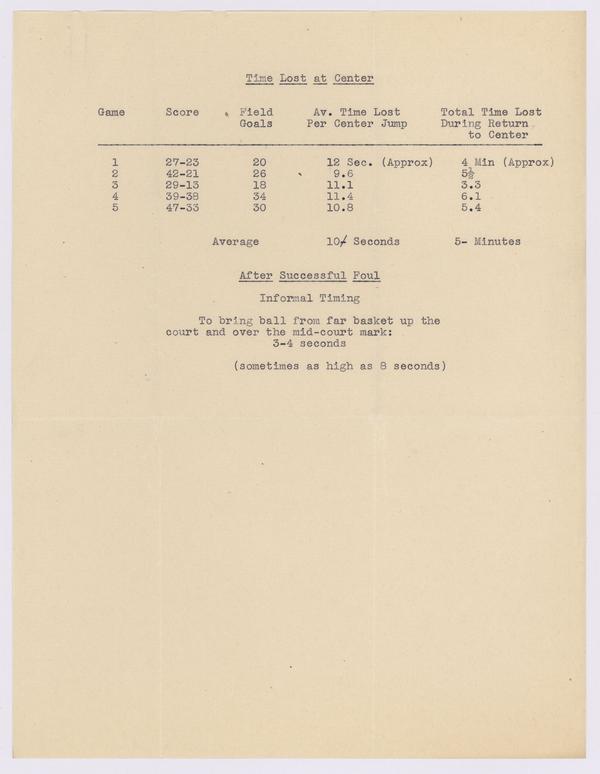 Time Lost at Center
Game Score Field Av. Time Lost Total Time Lost
Goals Per Center Jump During Return
to Center
1 27-23 20 12 Sec. (Approx) 4 Min (Approx)
2 42-21 26 9.6 5½
3 29-13 18 11.1 3.3
4 39-38 34 11.4 6.1
5 47-33 30 10.8 5.4
Average 10/ Seconds 5- Minutes
After Successful Foul
Informal Timing
To bring ball from far basket up the
court and over the mid-court mark:
3-4 seconds
(sometimes as high as 8 seconds)